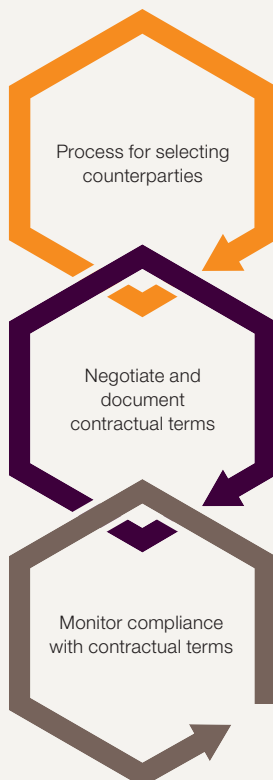 Process for selecting
counterparties
Negotiate and
document
contractual terms
Monitor compliance
with contractual terms